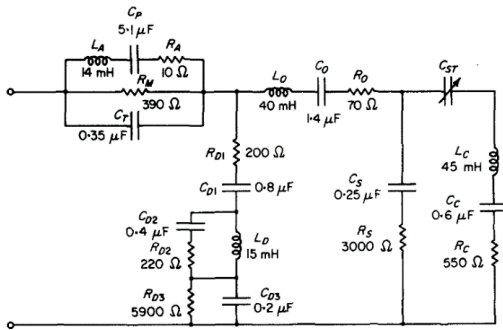 C_P
5·1 μF
L_A
R_A
14 mH
10 Ω
R_M
390 Ω
C_T
0.35 μF
L_O
C_O
R_O
C_ST
40 mH
1.4 μF
70 Ω
L_C
45 mH
R_D1
200 Ω
C_D1
0.8 μF
C_S
0.25 μF
C_C
0.6 μF
C_D2
0.4 μF
L_D
15 mH
R_D2
220 Ω
R_S
3000 Ω
R_C
550 Ω
R_D3
5900 Ω
C_D3
0.2 μF